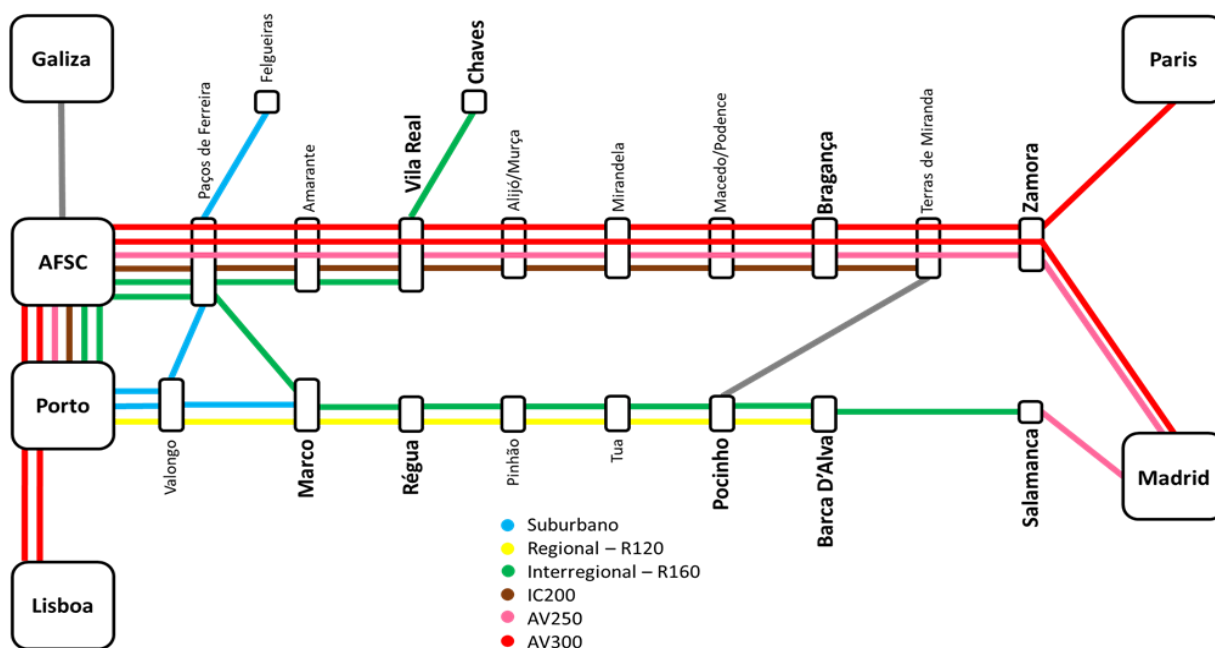 Galiza
Paços de Ferreira
Felgueiras
Amarante
Vila Real
Chaves
Alijó/Murça
Mirandela
Macedo/Podence
Bragança
Terras de Miranda
Zamora
Paris
AFSC
Porto
Valongo
Marco
Régua
Pinhão
Tua
Pocinho
Barca D'Alva
Salamanca
Madrid
Lisboa
Suburbano
Regional – R120
Interregional – R160
IC200
AV250
AV300